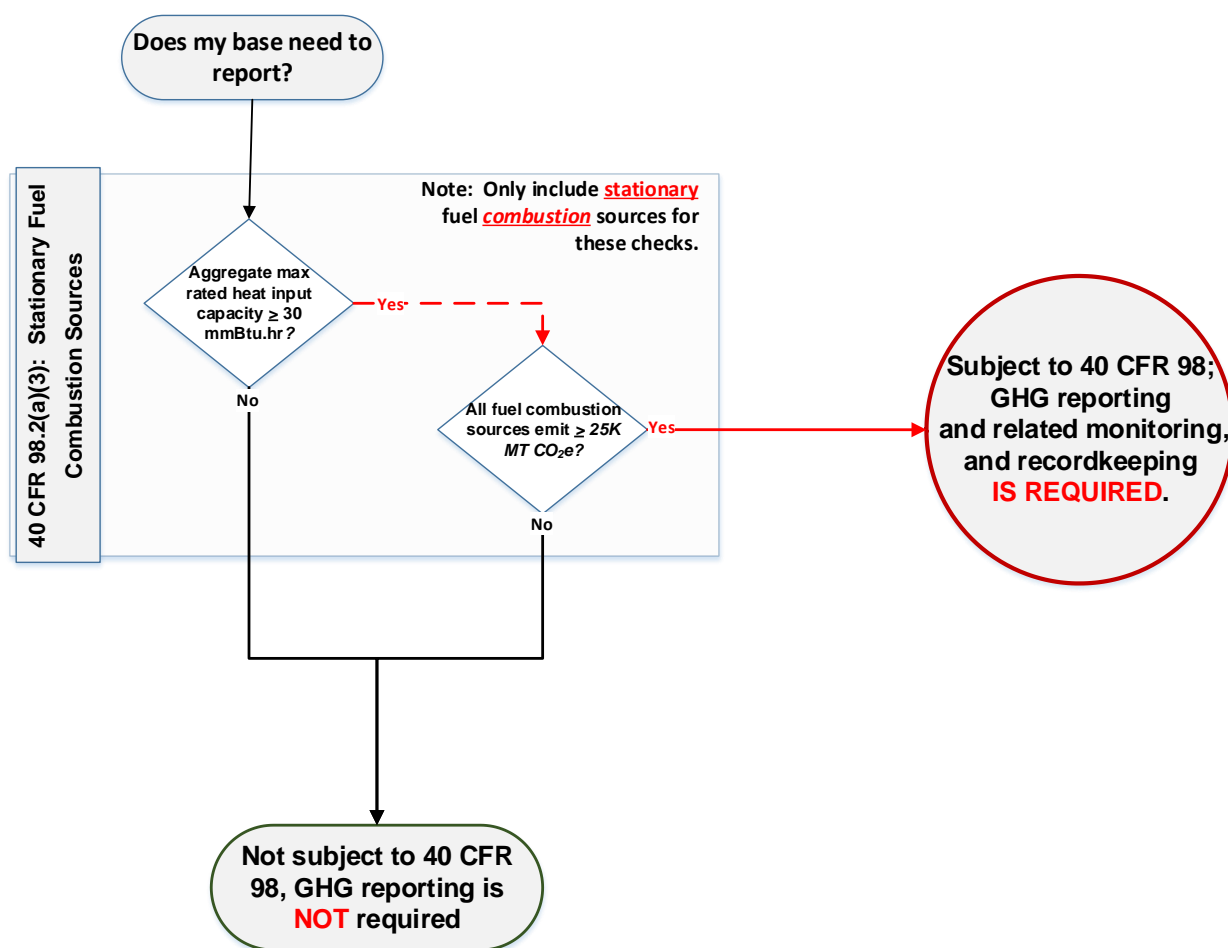 Does my base need to
report?
40 CFR 98.2(a)(3):  Stationary Fuel
Combustion Sources
Note:  Only include stationary
fuel combustion sources for
these checks.
Aggregate max
rated heat input
capacity ≥ 30
mmBtu.hr?
Yes
No
All fuel combustion
sources emit ≥ 25K
MT CO₂e?
Yes
No
Subject to 40 CFR 98;
GHG reporting
and related monitoring,
and recordkeeping
IS REQUIRED.
Not subject to 40 CFR
98, GHG reporting is
NOT required